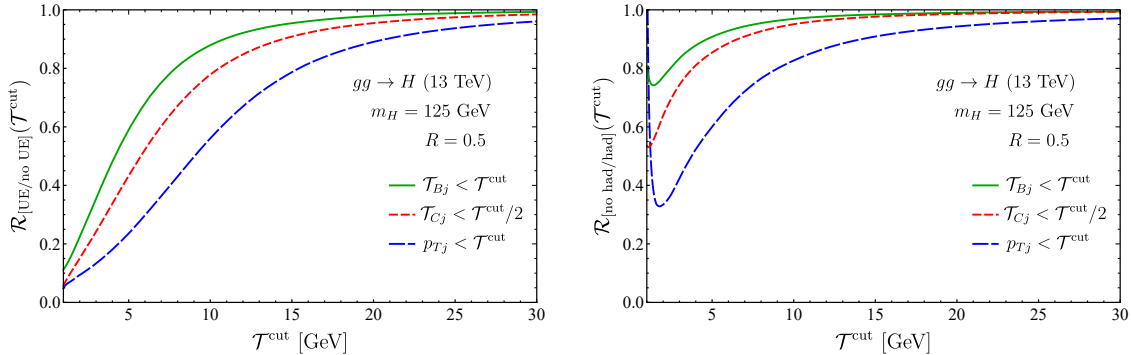 R[UE/no UE](T^cut)
1.0
0.8
0.6
0.4
0.2
0.0
gg → H (13 TeV)
m_H = 125 GeV
R = 0.5
T_Bj < T^cut
T_Cj < T^cut/2
p_Tj < T^cut
5 10 15 20 25 30
T^cut [GeV]
R[no had/had](T^cut)
1.0
0.8
0.6
0.4
0.2
0.0
gg → H (13 TeV)
m_H = 125 GeV
R = 0.5
T_Bj < T^cut
T_Cj < T^cut/2
p_Tj < T^cut
5 10 15 20 25 30
T^cut [GeV]